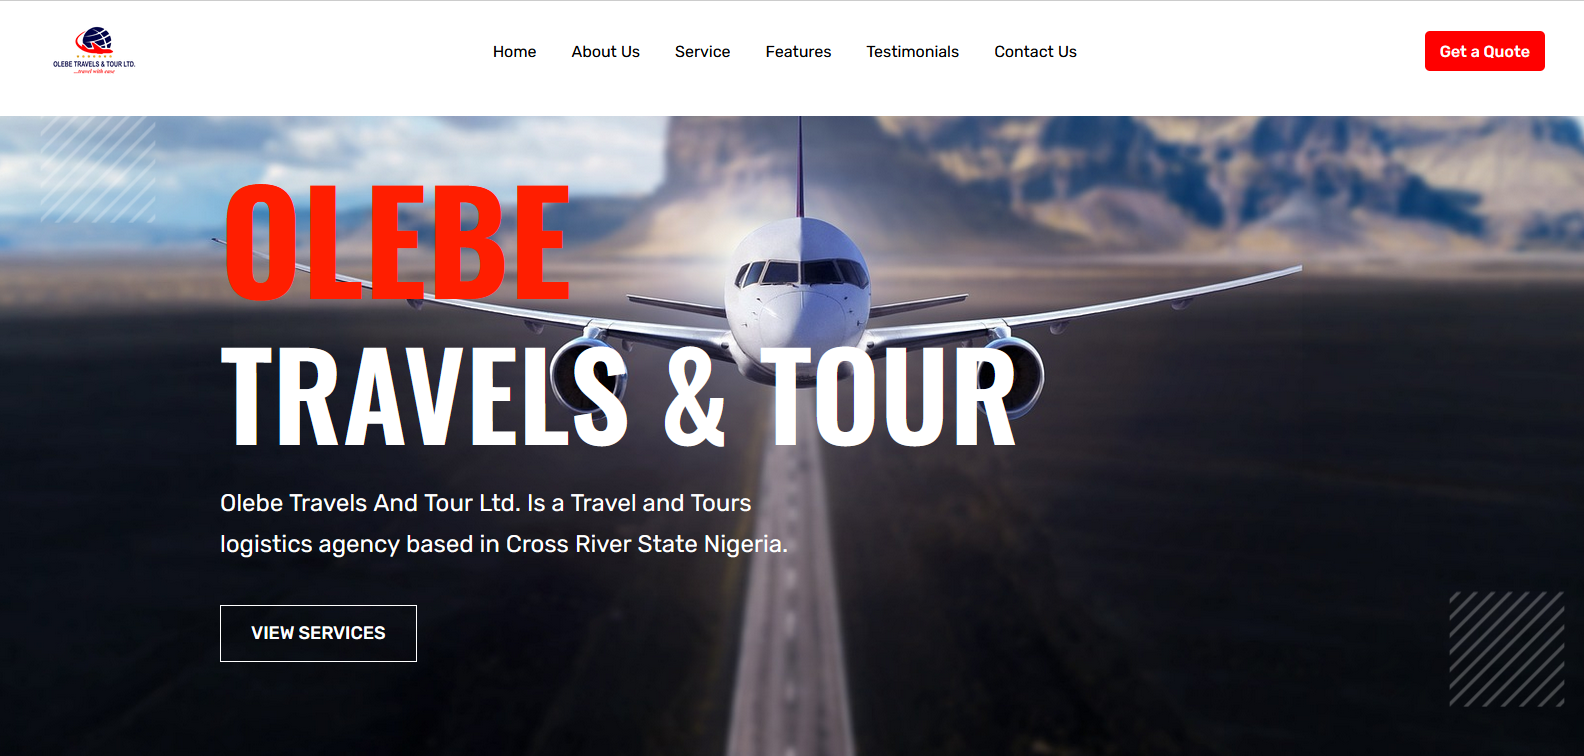 OLEBE TRAVELS & TOUR LTD.
...travel with ease
Home About Us Service Features Testimonials Contact Us
Get a Quote
OLEBE
TRAVELS & TOUR
Olebe Travels And Tour Ltd. Is a Travel and Tours
logistics agency based in Cross River State Nigeria.
VIEW SERVICES